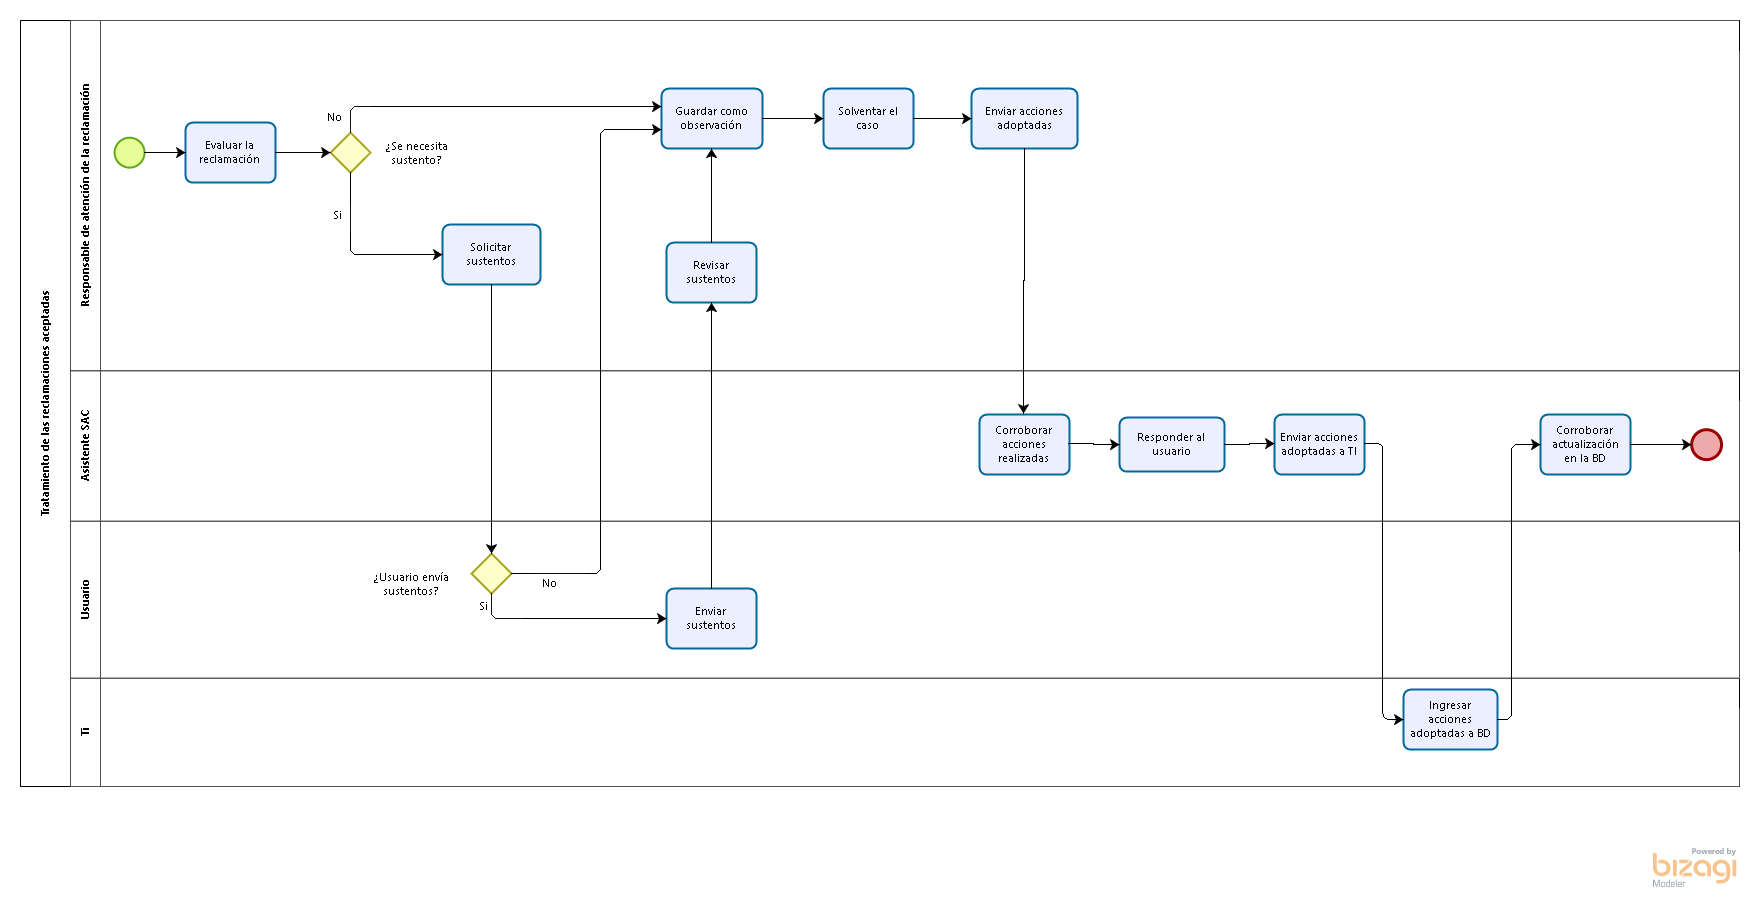 Tratamiento de las reclamaciones aceptadas
Responsable de atención de la reclamación
Evaluar la
reclamación
No
¿Se necesita
sustento?
Si
Solicitar
sustentos
Guardar como
observación
Solventar el
caso
Enviar acciones
adoptadas
Revisar
sustentos
Asistente SAC
Corroborar
acciones
realizadas
Responder al
usuario
Enviar acciones
adoptadas a TI
Corroborar
actualización
en la BD
Usuario
¿Usuario envía
sustentos?
No
Si
Enviar
sustentos
Ti
Ingresar
acciones
adoptadas a BD
Powered by
bizagi
Modeler